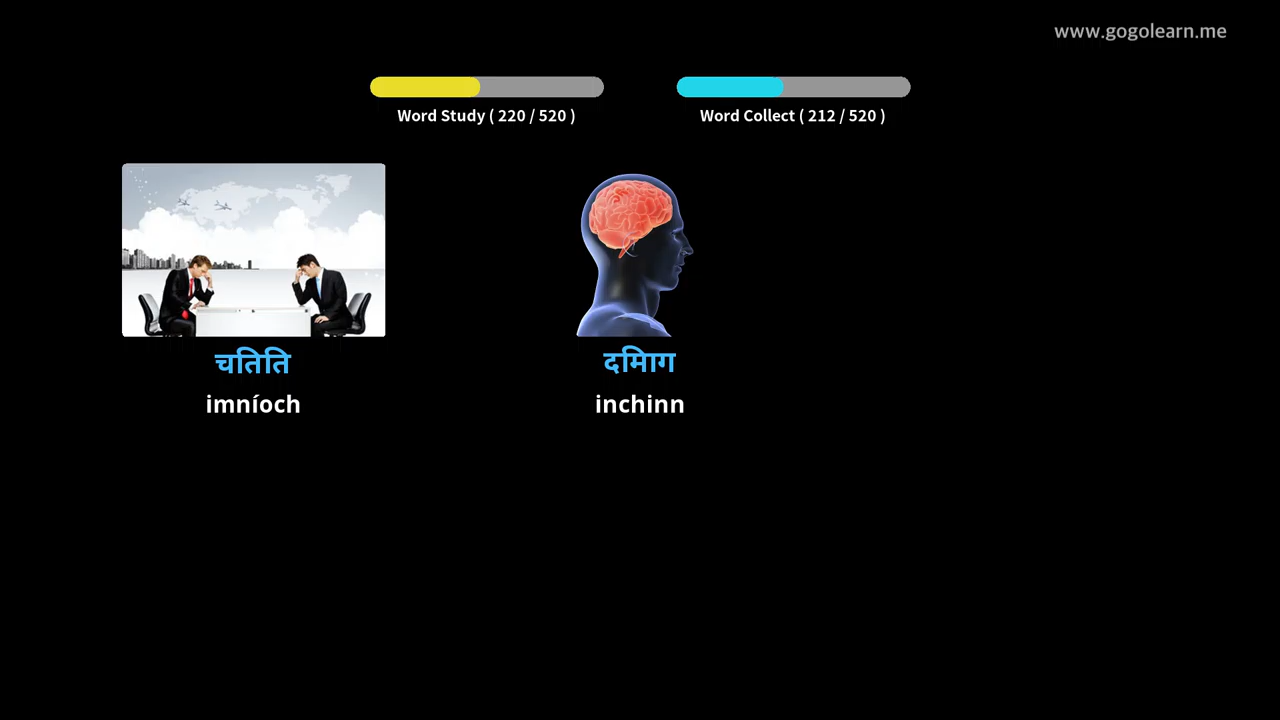 www.gogolearn.me
Word Study ( 220 / 520 )
Word Collect ( 212 / 520 )
चतिति
दमिाग
imníoch
inchinn